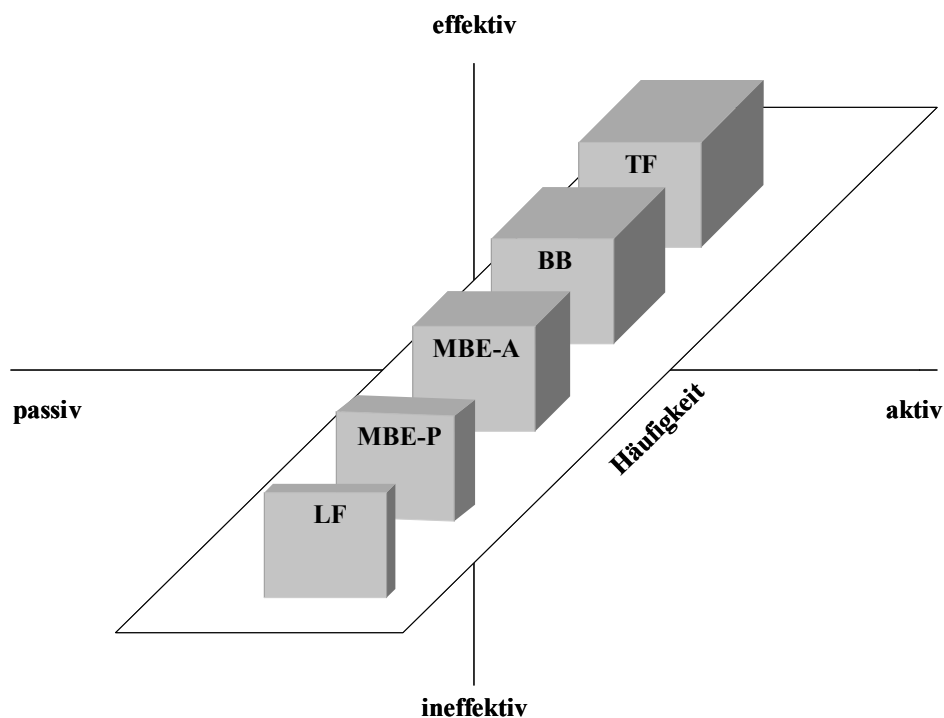 effektiv
TF
BB
MBE-A
passiv
aktiv
Häufigkeit
MBE-P
LF
ineffektiv